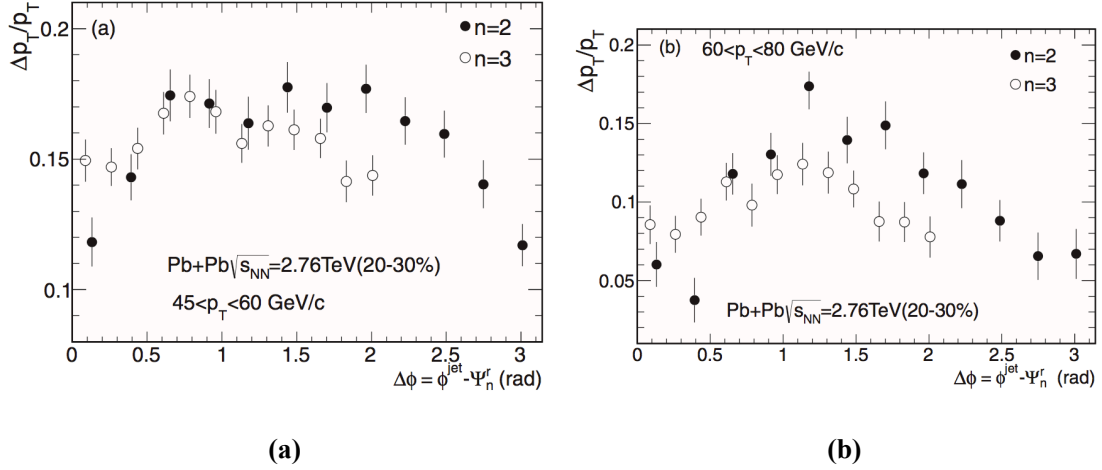 Δp_T/p_T
(a)
● n=2
○ n=3
0.2
0.15
0.1
Pb+Pb√s_NN=2.76TeV(20-30%)
45<p_T<60 GeV/c
0 0.5 1 1.5 2 2.5 3
Δϕ = ϕ^jet-Ψ_n^r (rad)
(a)
Δp_T/p_T
(b) 60<p_T<80 GeV/c
● n=2
○ n=3
0.2
0.15
0.1
0.05
Pb+Pb√s_NN=2.76TeV(20-30%)
0 0.5 1 1.5 2 2.5 3
Δϕ = ϕ^jet-Ψ_n^r (rad)
(b)